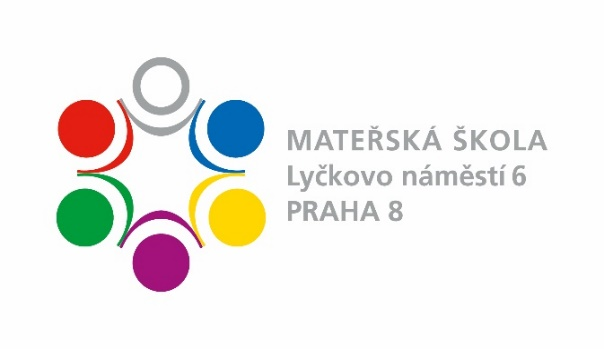 MATEŘSKÁ ŠKOLA
Lyčkovo náměstí 6
PRAHA 8